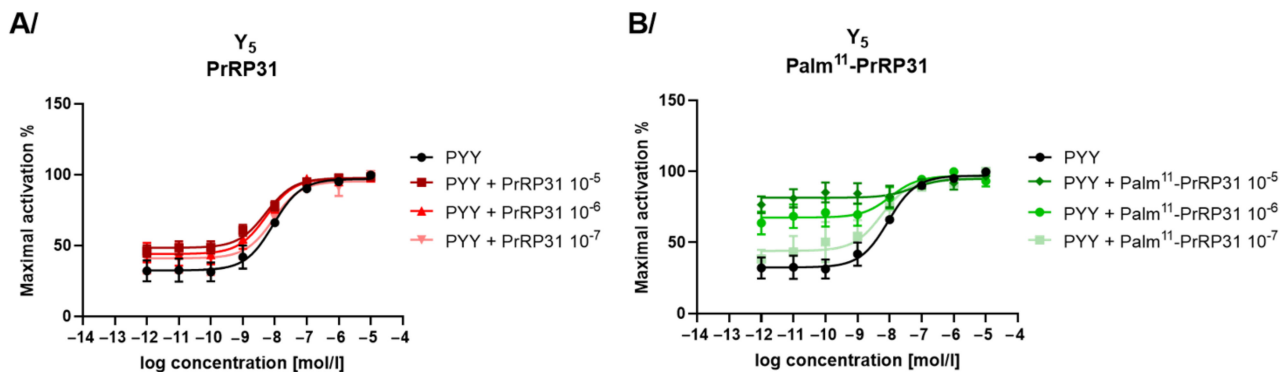 A/
Y₅
PrRP31
Maximal activation %
150
100
50
0
−14 −13 −12 −11 −10 −9 −8 −7 −6 −5 −4
log concentration [mol/l]
PYY
PYY + PrRP31 10⁻⁵
PYY + PrRP31 10⁻⁶
PYY + PrRP31 10⁻⁷
B/
Y₅
Palm¹¹-PrRP31
Maximal activation %
150
100
50
0
−14 −13 −12 −11 −10 −9 −8 −7 −6 −5 −4
log concentration [mol/l]
PYY
PYY + Palm¹¹-PrRP31 10⁻⁵
PYY + Palm¹¹-PrRP31 10⁻⁶
PYY + Palm¹¹-PrRP31 10⁻⁷